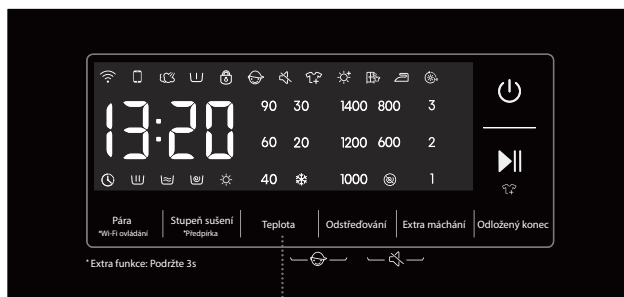 13:20
90 30 1400 800 3
60 20 1200 600 2
40 1000 1
Pára
*Wi-Fi ovládání
Stupeň sušení
*Předpírka
Teplota
Odstřeďování
Extra máchání
Odložený konec
*Extra funkce: Podržte 3s